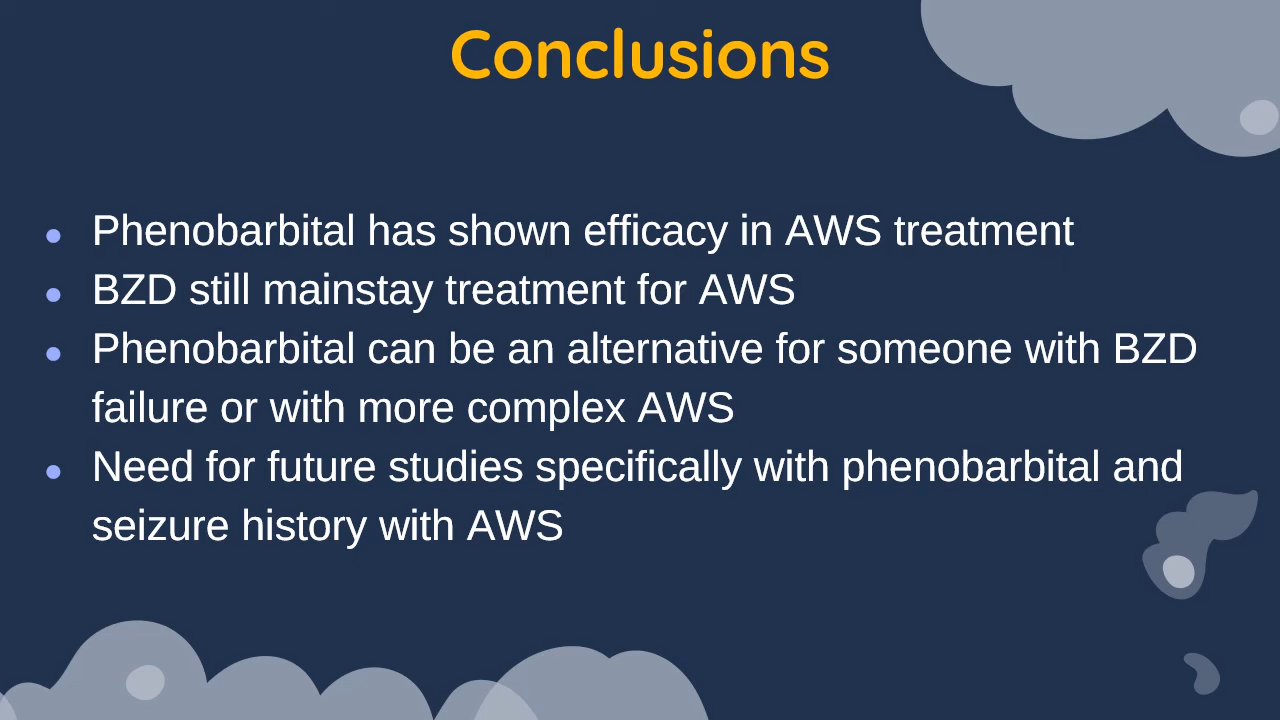 Conclusions
• Phenobarbital has shown efficacy in AWS treatment
• BZD still mainstay treatment for AWS
• Phenobarbital can be an alternative for someone with BZD
failure or with more complex AWS
• Need for future studies specifically with phenobarbital and
seizure history with AWS